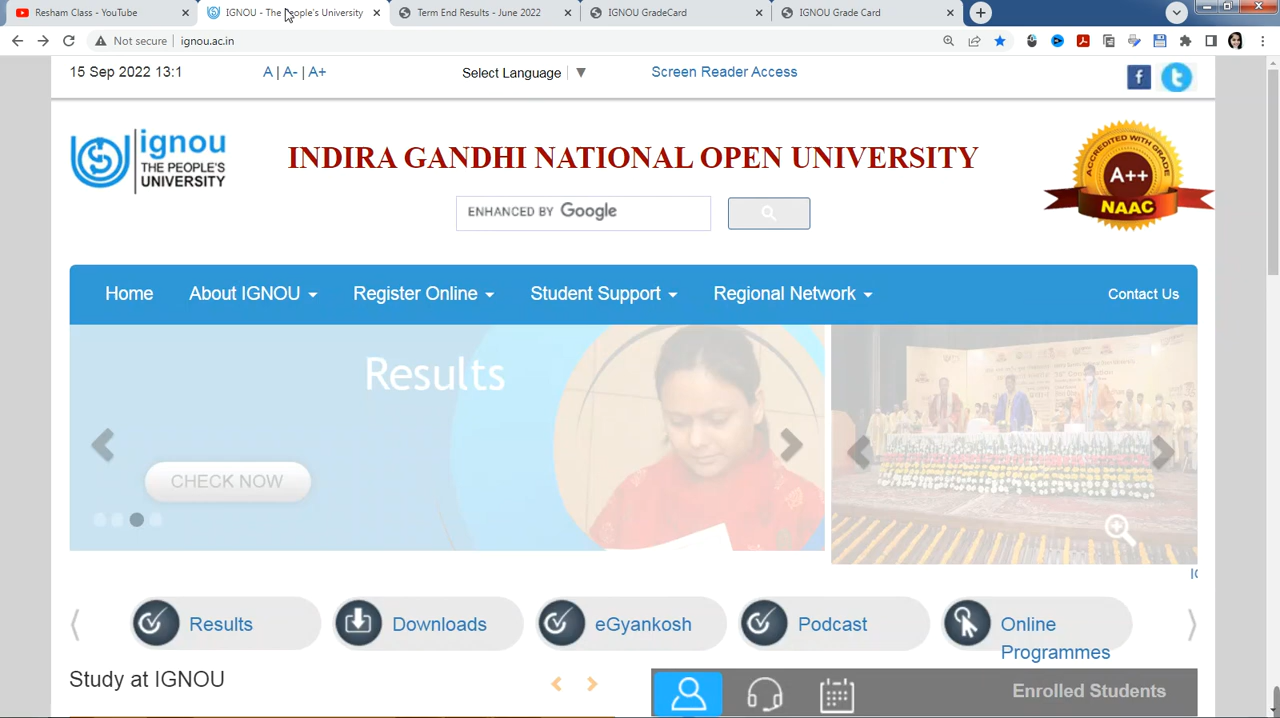 Resham Class - YouTube
IGNOU - The People's University
Term End Results - June 2022
IGNOU GradeCard
IGNOU Grade Card
Not secure
ignou.ac.in
15 Sep 2022 13:1
A | A- | A+
Select Language ▼
Screen Reader Access
ignou
THE PEOPLE'S
UNIVERSITY
INDIRA GANDHI NATIONAL OPEN UNIVERSITY
ACCREDITED WITH GRADE
A++
NAAC
ENHANCED BY Google
Home
About IGNOU
Register Online
Student Support
Regional Network
Contact Us
Results
CHECK NOW
Results
Downloads
eGyankosh
Podcast
Online
Programmes
Study at IGNOU
Enrolled Students